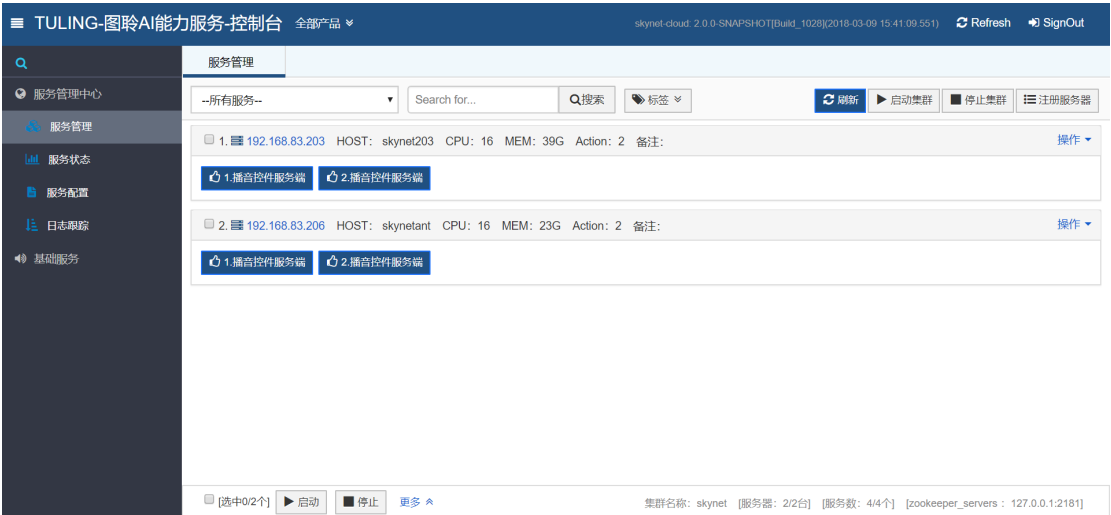 TULING-图聆AI能力服务-控制台 全部产品 skynet-cloud: 2.0.0-SNAPSHOT[Build_1028](2018-03-09 15:41:09.551) Refresh SignOut
服务管理中心
服务管理
服务状态
服务配置
日志跟踪
基础服务
服务管理
--所有服务-- Search for... 搜索 标签 刷新 启动集群 停止集群 注册服务器
1. 192.168.83.203 HOST: skynet203 CPU: 16 MEM: 39G Action: 2 备注: 操作
1.播音控件服务端 2.播音控件服务端
2. 192.168.83.206 HOST: skynetant CPU: 16 MEM: 23G Action: 2 备注: 操作
1.播音控件服务端 2.播音控件服务端
[选中0/2个] 启动 停止 更多 集群名称: skynet [服务器: 2/2台] [服务数: 4/4个] [zookeeper_servers : 127.0.0.1:2181]